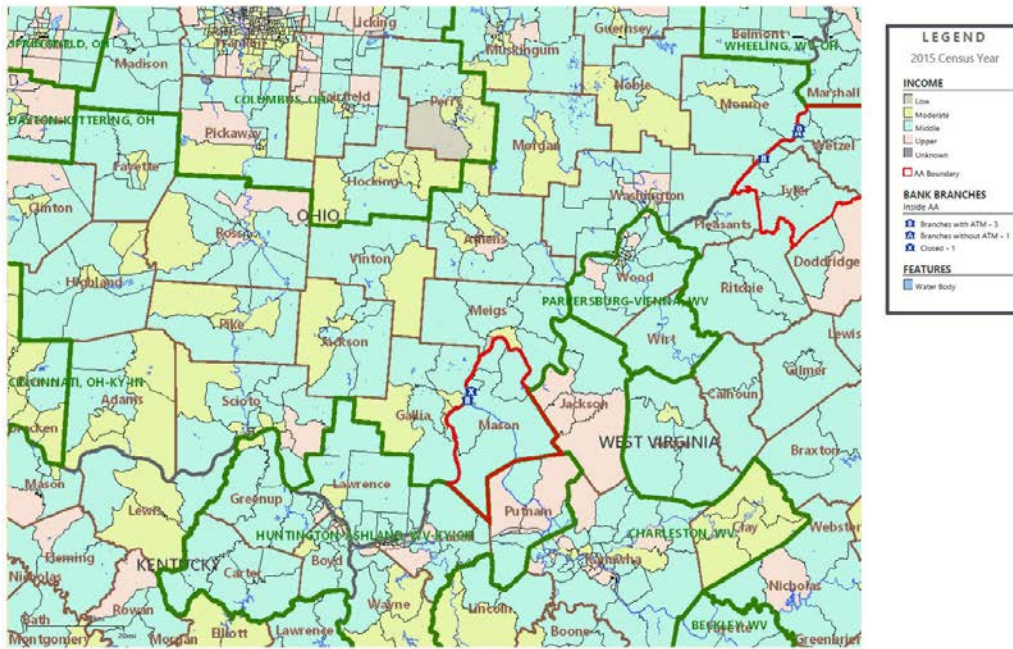 Licking
Guernsey
Belmont
WHEELING, WV-OH
Muskingum
SPRINGFIELD, OH
Madison
Franklin
Noble
Monroe
Marshall
COLUMBUS, OH
Fairfield
Perry
DAYTON-KETTERING, OH
Pickaway
Morgan
Wetzel
Fayette
Hocking
Washington
Tyler
Clinton
OHIO
Pleasants
Ross
Athens
Doddridge
Vinton
Wood
Highland
Ritchie
PARKERSBURG-VIENNA, WV
Meigs
Pike
Jackson
Wirt
Lewis
Gilmer
CINCINNATI, OH-KY-IN
Adams
Scioto
Gallia
Jackson
Calhoun
Bracken
Mason
WEST VIRGINIA
Braxton
Mason
Greenup
Lawrence
Lewis
Putnam
Clay
Webster
HUNTINGTON-ASHLAND, WV-KY-OH
CHARLESTON, WV
Fleming
KENTUCKY
Boyd
Kanawha
Nicholas
Carter
Nicholas
Rowan
Wayne
Lincoln
Bath
BECKLEY, WV
Fayette
20mi
Montgomery
Morgan
Elliott
Lawrence
Boone
Greenbrier
LEGEND
2015 Census Year
INCOME
Low
Moderate
Middle
Upper
Unknown
AA Boundary
BANK BRANCHES
Inside AA
Branches with ATM - 3
Branches without ATM - 1
Closed - 1
FEATURES
Water Body